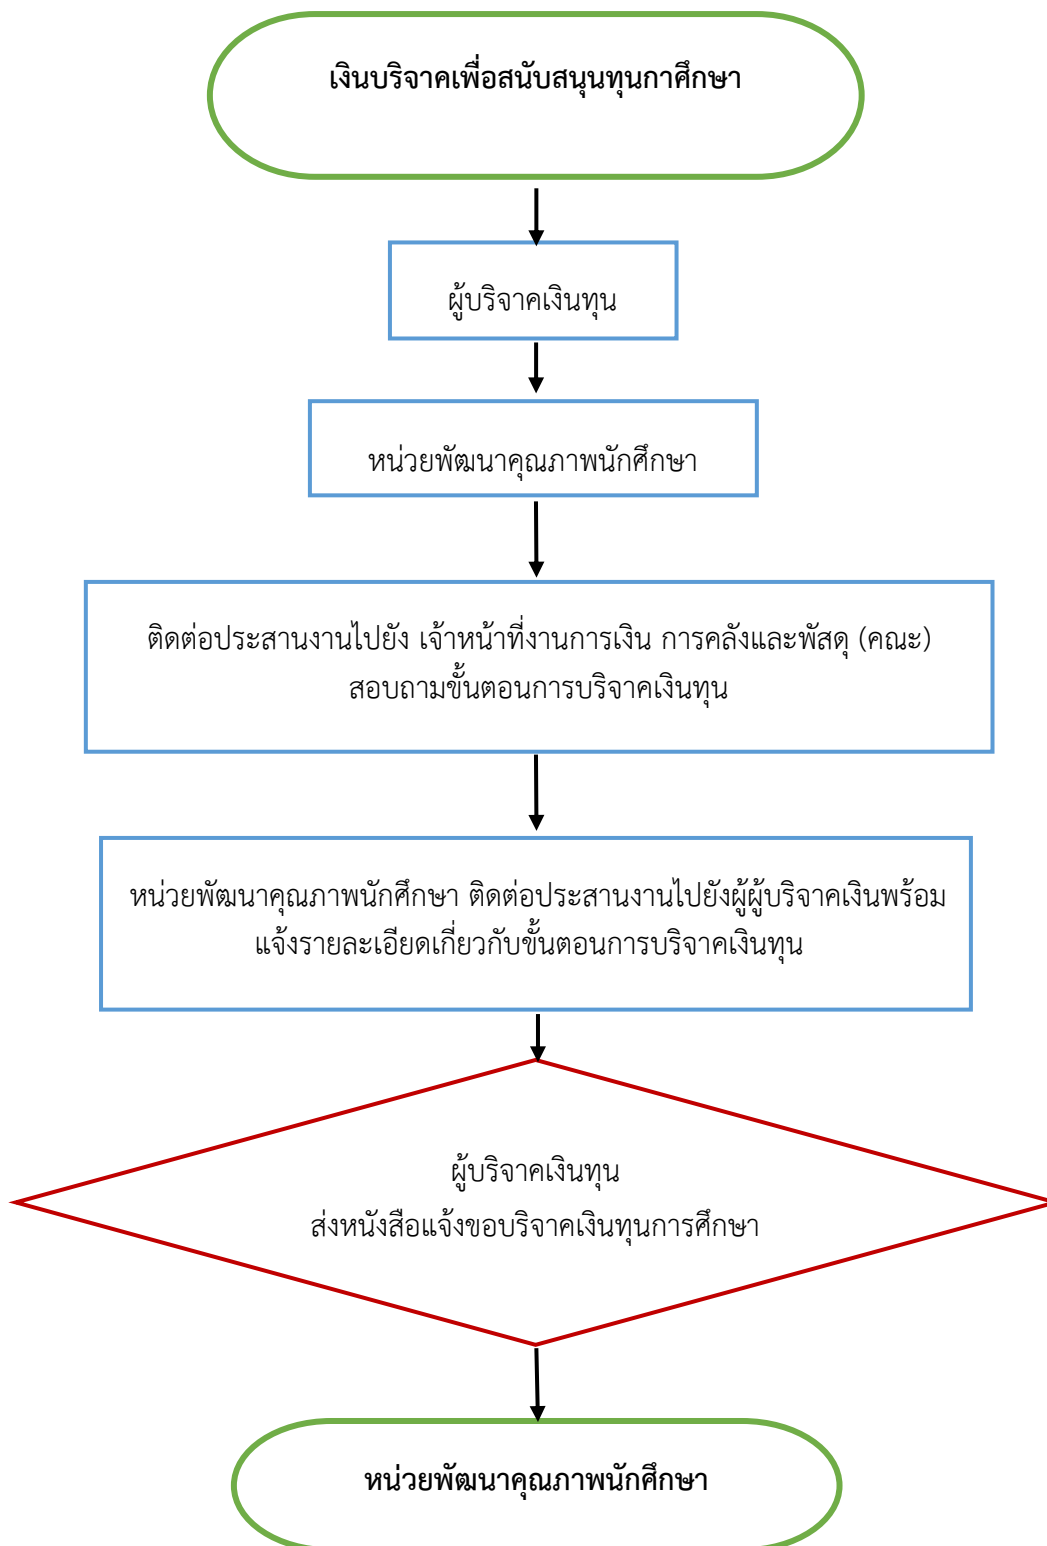 เงินบริจาคเพื่อสนับสนุนทุนกาศึกษา
ผู้บริจาคเงินทุน
หน่วยพัฒนาคุณภาพนักศึกษา
ติดต่อประสานงานไปยัง เจ้าหน้าที่งานการเงิน การคลังและพัสดุ (คณะ)
สอบถามขั้นตอนการบริจาคเงินทุน
หน่วยพัฒนาคุณภาพนักศึกษา ติดต่อประสานงานไปยังผู้ผู้บริจาคเงินพร้อม
แจ้งรายละเอียดเกี่ยวกับขั้นตอนการบริจาคเงินทุน
ผู้บริจาคเงินทุน
ส่งหนังสือแจ้งขอบริจาคเงินทุนการศึกษา
หน่วยพัฒนาคุณภาพนักศึกษา